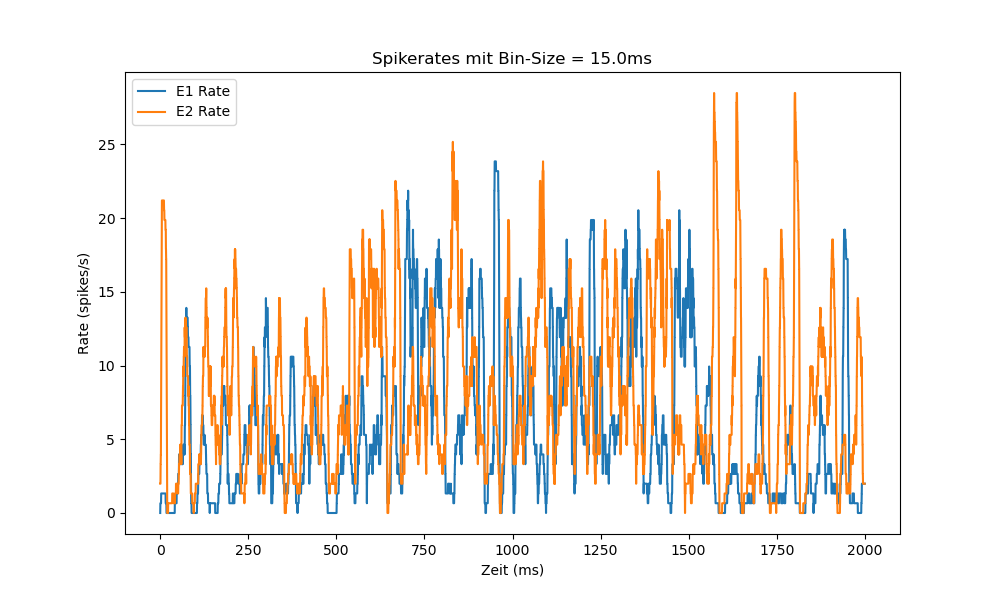 Spikerates mit Bin-Size = 15.0ms
E1 Rate
E2 Rate
Rate (spikes/s)
25
20
15
10
5
0
0 250 500 750 1000 1250 1500 1750 2000
Zeit (ms)